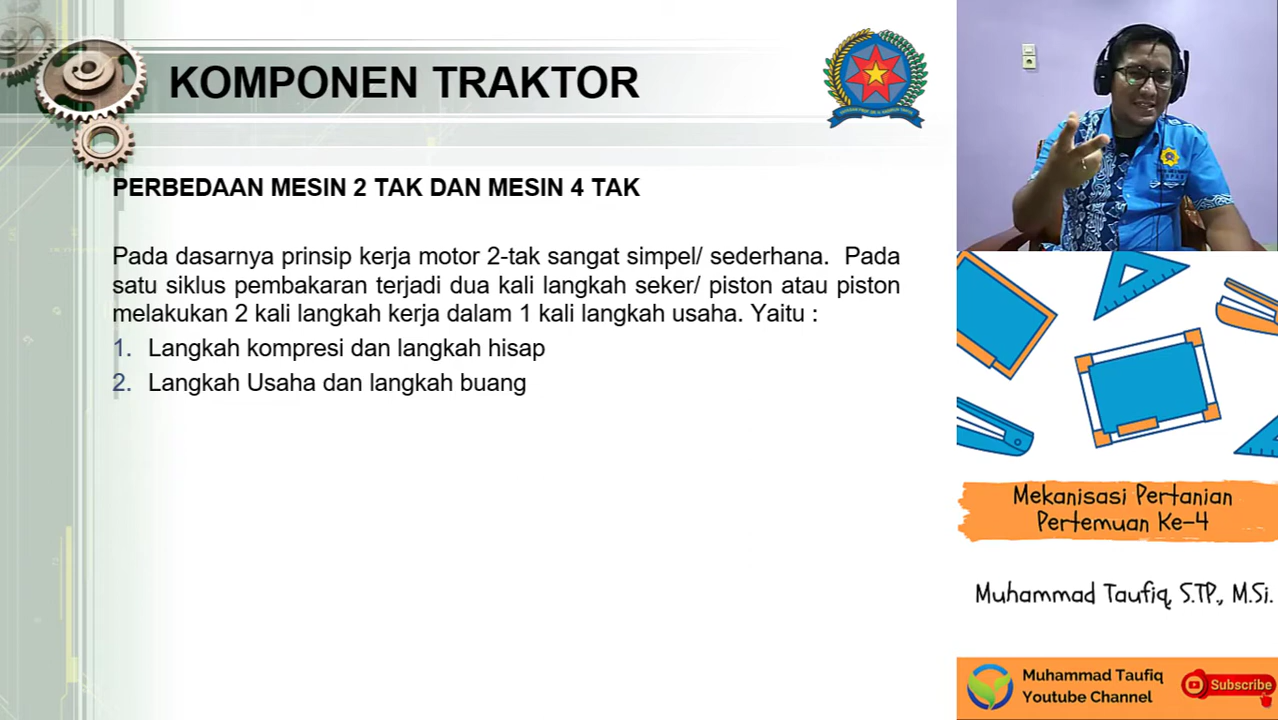 KOMPONEN TRAKTOR
PERBEDAAN MESIN 2 TAK DAN MESIN 4 TAK
Pada dasarnya prinsip kerja motor 2-tak sangat simpel/ sederhana. Pada
satu siklus pembakaran terjadi dua kali langkah seker/ piston atau piston
melakukan 2 kali langkah kerja dalam 1 kali langkah usaha. Yaitu :
1. Langkah kompresi dan langkah hisap
2. Langkah Usaha dan langkah buang
Mekanisasi Pertanian
Pertemuan Ke-4
Muhammad Taufiq, S.TP., M.Si.
Muhammad Taufiq
Youtube Channel
Subscribe